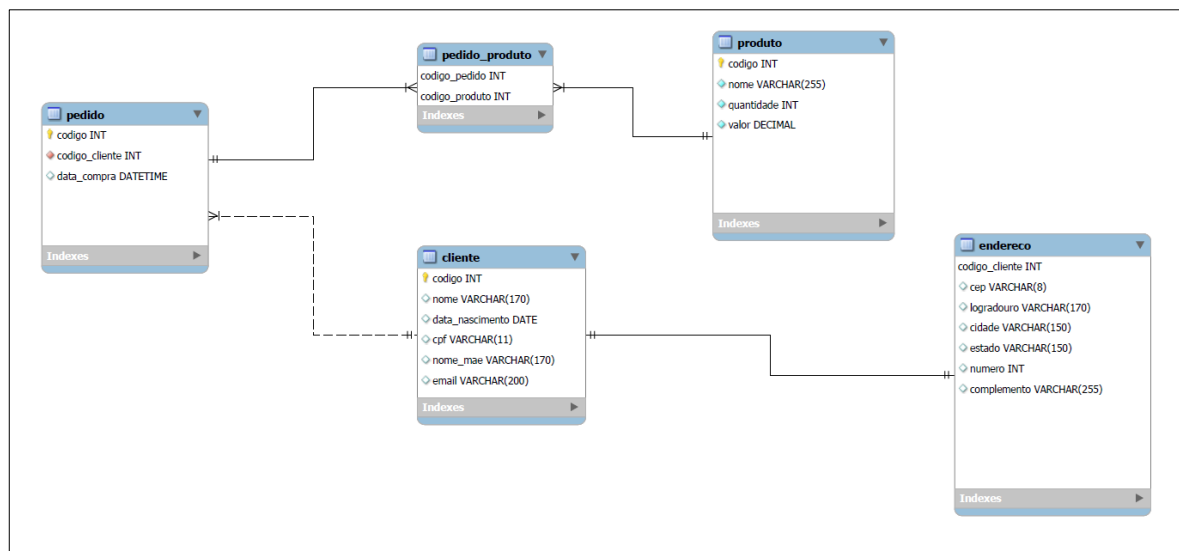 pedido
codigo INT
codigo_cliente INT
data_compra DATETIME
Indexes
pedido_produto
codigo_pedido INT
codigo_produto INT
Indexes
produto
codigo INT
nome VARCHAR(255)
quantidade INT
valor DECIMAL
Indexes
cliente
codigo INT
nome VARCHAR(170)
data_nascimento DATE
cpf VARCHAR(11)
nome_mae VARCHAR(170)
email VARCHAR(200)
Indexes
endereco
codigo_cliente INT
cep VARCHAR(8)
logradouro VARCHAR(170)
cidade VARCHAR(150)
estado VARCHAR(150)
numero INT
complemento VARCHAR(255)
Indexes